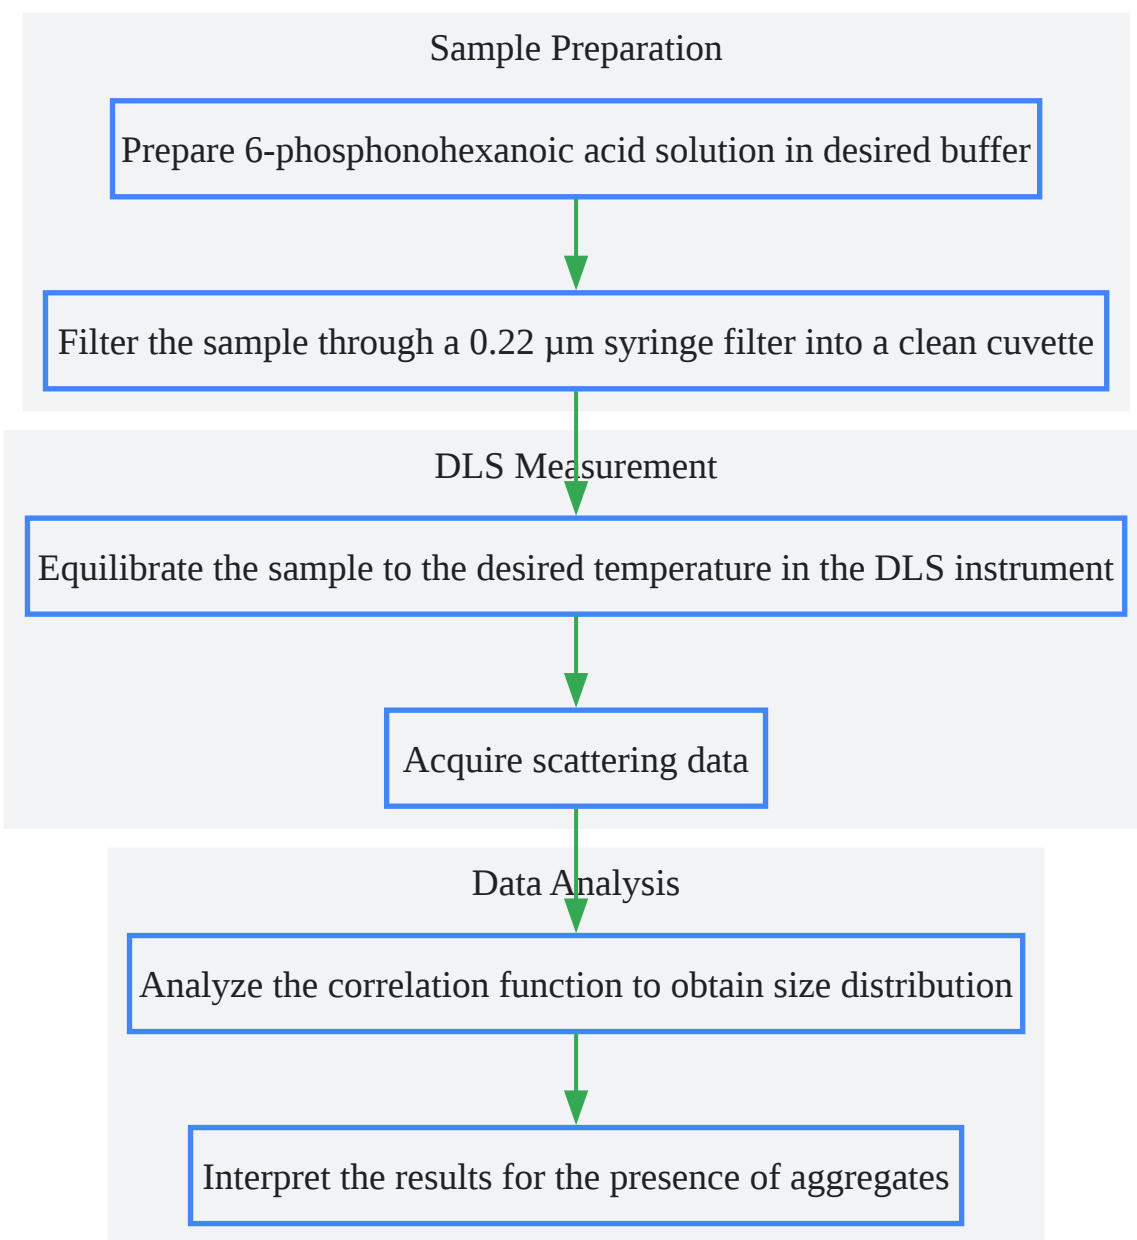 Sample Preparation
Prepare 6-phosphonohexanoic acid solution in desired buffer
Filter the sample through a 0.22 µm syringe filter into a clean cuvette
DLS Measurement
Equilibrate the sample to the desired temperature in the DLS instrument
Acquire scattering data
Data Analysis
Analyze the correlation function to obtain size distribution
Interpret the results for the presence of aggregates